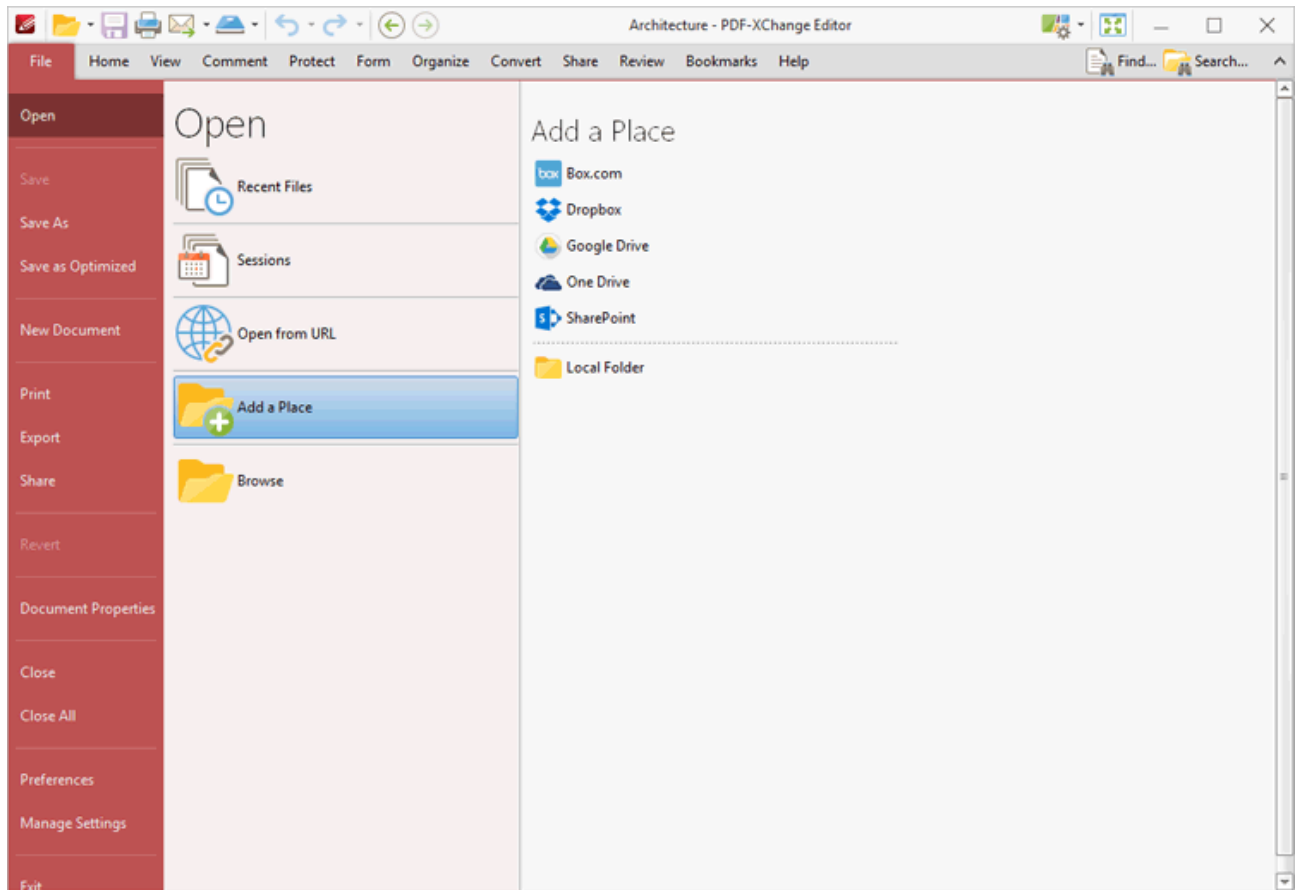 Architecture - PDF-XChange Editor
File Home View Comment Protect Form Organize Convert Share Review Bookmarks Help Find... Search...
Open
Save
Save As
Save as Optimized
New Document
Print
Export
Share
Revert
Document Properties
Close
Close All
Preferences
Manage Settings
Exit
Open
Recent Files
Sessions
Open from URL
Add a Place
Browse
Add a Place
box Box.com
Dropbox
Google Drive
One Drive
S SharePoint
Local Folder